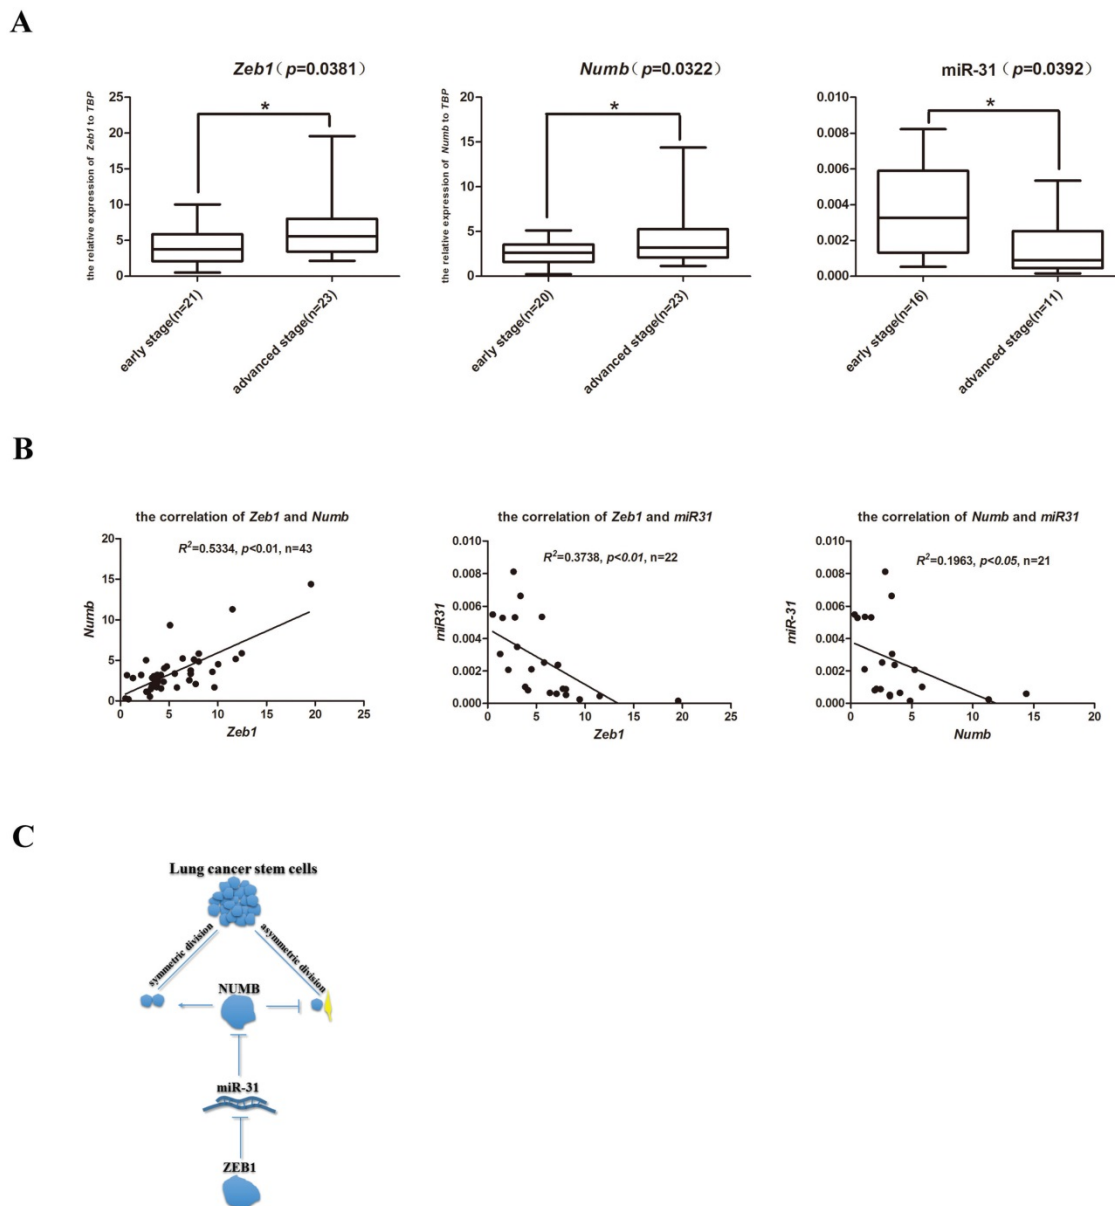 A
Zeb1（p=0.0381）
the relative expression of Zeb1 to TBP
25
20
15
10
5
0
*
early stage(n=21)
advanced stage(n=23)
Numb（p=0.0322）
the relative expression of Numb to TBP
20
15
10
5
0
*
early stage(n=20)
advanced stage(n=23)
miR-31（p=0.0392）
0.010
0.008
0.006
0.004
0.002
0.000
*
early stage(n=16)
advanced stage(n=11)
B
the correlation of Zeb1 and Numb
R²=0.5334, p<0.01, n=43
Numb
20
15
10
5
0
0 5 10 15 20 25
Zeb1
the correlation of Zeb1 and miR31
R²=0.3738, p<0.01, n=22
miR31
0.010
0.008
0.006
0.004
0.002
0.000
0 5 10 15 20 25
Zeb1
the correlation of Numb and miR31
R²=0.1963, p<0.05, n=21
miR-31
0.010
0.008
0.006
0.004
0.002
0.000
0 5 10 15 20
Numb
C
Lung cancer stem cells
symmetric division
asymmetric division
NUMB
miR-31
ZEB1